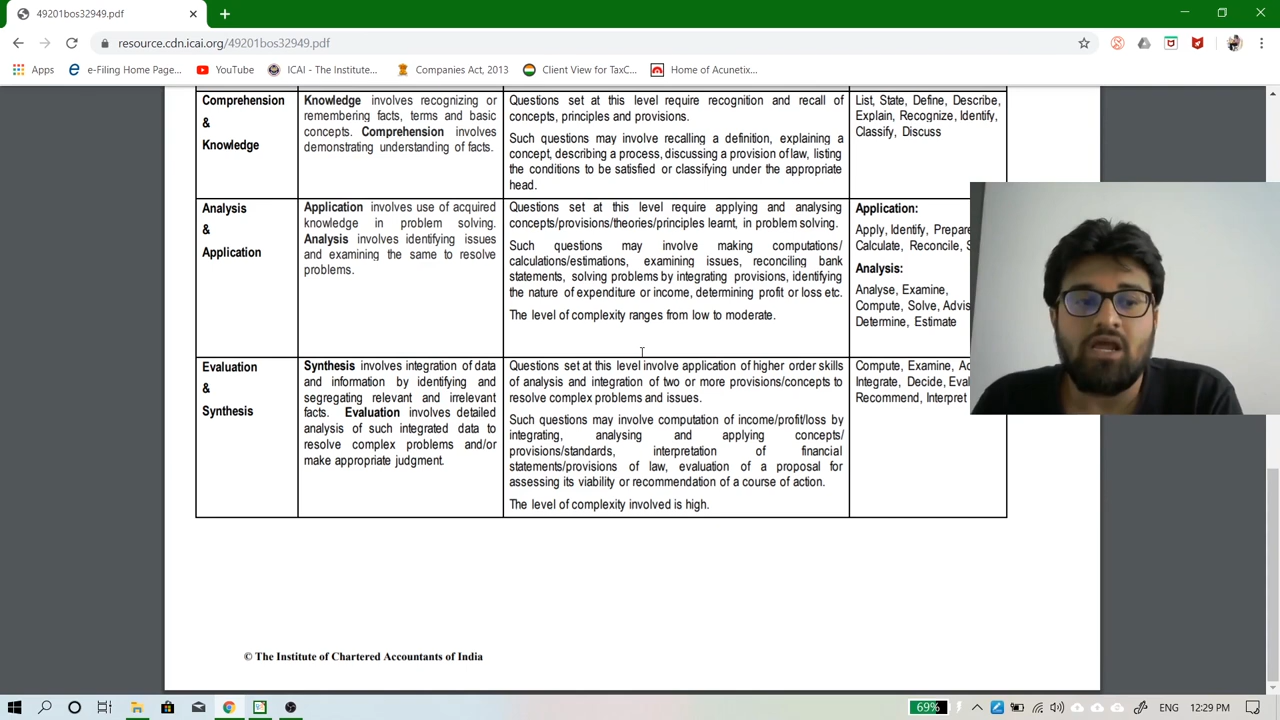 49201bos32949.pdf
resource.cdn.icai.org/49201bos32949.pdf
Apps
e-Filing Home Page...
YouTube
ICAI - The Institute...
Companies Act, 2013
Client View for TaxC...
Home of Acunetix...
Comprehension
&
Knowledge
Knowledge involves recognizing or
remembering facts, terms and basic
concepts. Comprehension involves
demonstrating understanding of facts.
Questions set at this level require recognition and recall of
concepts, principles and provisions.
Such questions may involve recalling a definition, explaining a
concept, describing a process, discussing a provision of law, listing
the conditions to be satisfied or classifying under the appropriate
head.
List, State, Define, Describe,
Explain, Recognize, Identify,
Classify, Discuss
Analysis
&
Application
Application involves use of acquired
knowledge in problem solving.
Analysis involves identifying issues
and examining the same to resolve
problems.
Questions set at this level require applying and analysing
concepts/provisions/theories/principles learnt, in problem solving.
Such questions may involve making computations/
calculations/estimations, examining issues, reconciling bank
statements, solving problems by integrating provisions, identifying
the nature of expenditure or income, determining profit or loss etc.
The level of complexity ranges from low to moderate.
Application:
Apply, Identify, Prepare
Calculate, Reconcile,
Analysis:
Analyse, Examine,
Compute, Solve, Advis
Determine, Estimate
Evaluation
&
Synthesis
Synthesis involves integration of data
and information by identifying and
segregating relevant and irrelevant
facts. Evaluation involves detailed
analysis of such integrated data to
resolve complex problems and/or
make appropriate judgment.
Questions set at this level involve application of higher order skills
of analysis and integration of two or more provisions/concepts to
resolve complex problems and issues.
Such questions may involve computation of income/profit/loss by
integrating, analysing and applying concepts/
provisions/standards, interpretation of financial
statements/provisions of law, evaluation of a proposal for
assessing its viability or recommendation of a course of action.
The level of complexity involved is high.
Compute, Examine, Ad
Integrate, Decide, Eval
Recommend, Interpret
© The Institute of Chartered Accountants of India
69%
ENG
12:29 PM